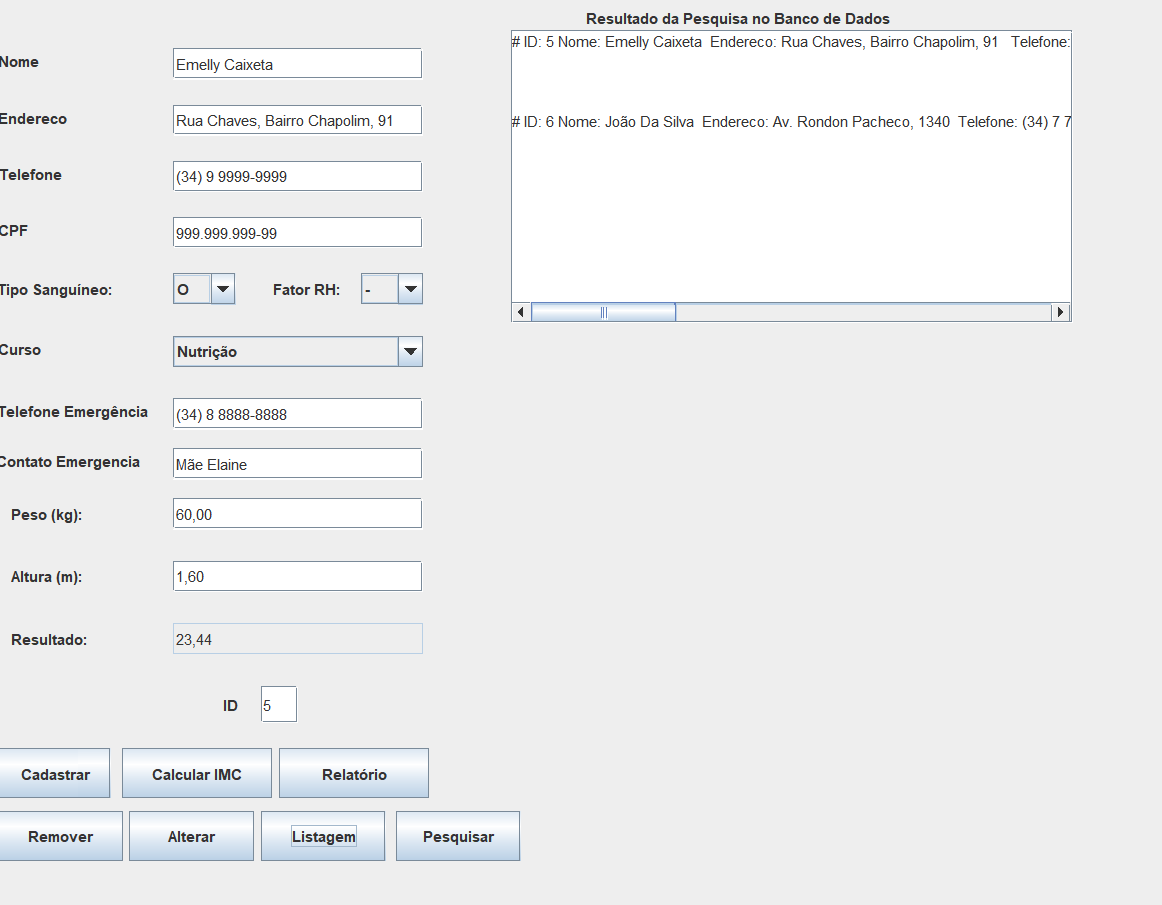 Resultado da Pesquisa no Banco de Dados
# ID: 5 Nome: Emelly Caixeta  Endereco: Rua Chaves, Bairro Chapolim, 91   Telefone:
# ID: 6 Nome: João Da Silva  Endereco: Av. Rondon Pacheco, 1340  Telefone: (34) 7 7
Nome Emelly Caixeta
Endereco Rua Chaves, Bairro Chapolim, 91
Telefone (34) 9 9999-9999
CPF 999.999.999-99
Tipo Sanguíneo: O Fator RH: -
Curso Nutrição
Telefone Emergência (34) 8 8888-8888
Contato Emergencia Mãe Elaine
Peso (kg): 60,00
Altura (m): 1,60
Resultado: 23,44
ID 5
Cadastrar Calcular IMC Relatório
Remover Alterar Listagem Pesquisar